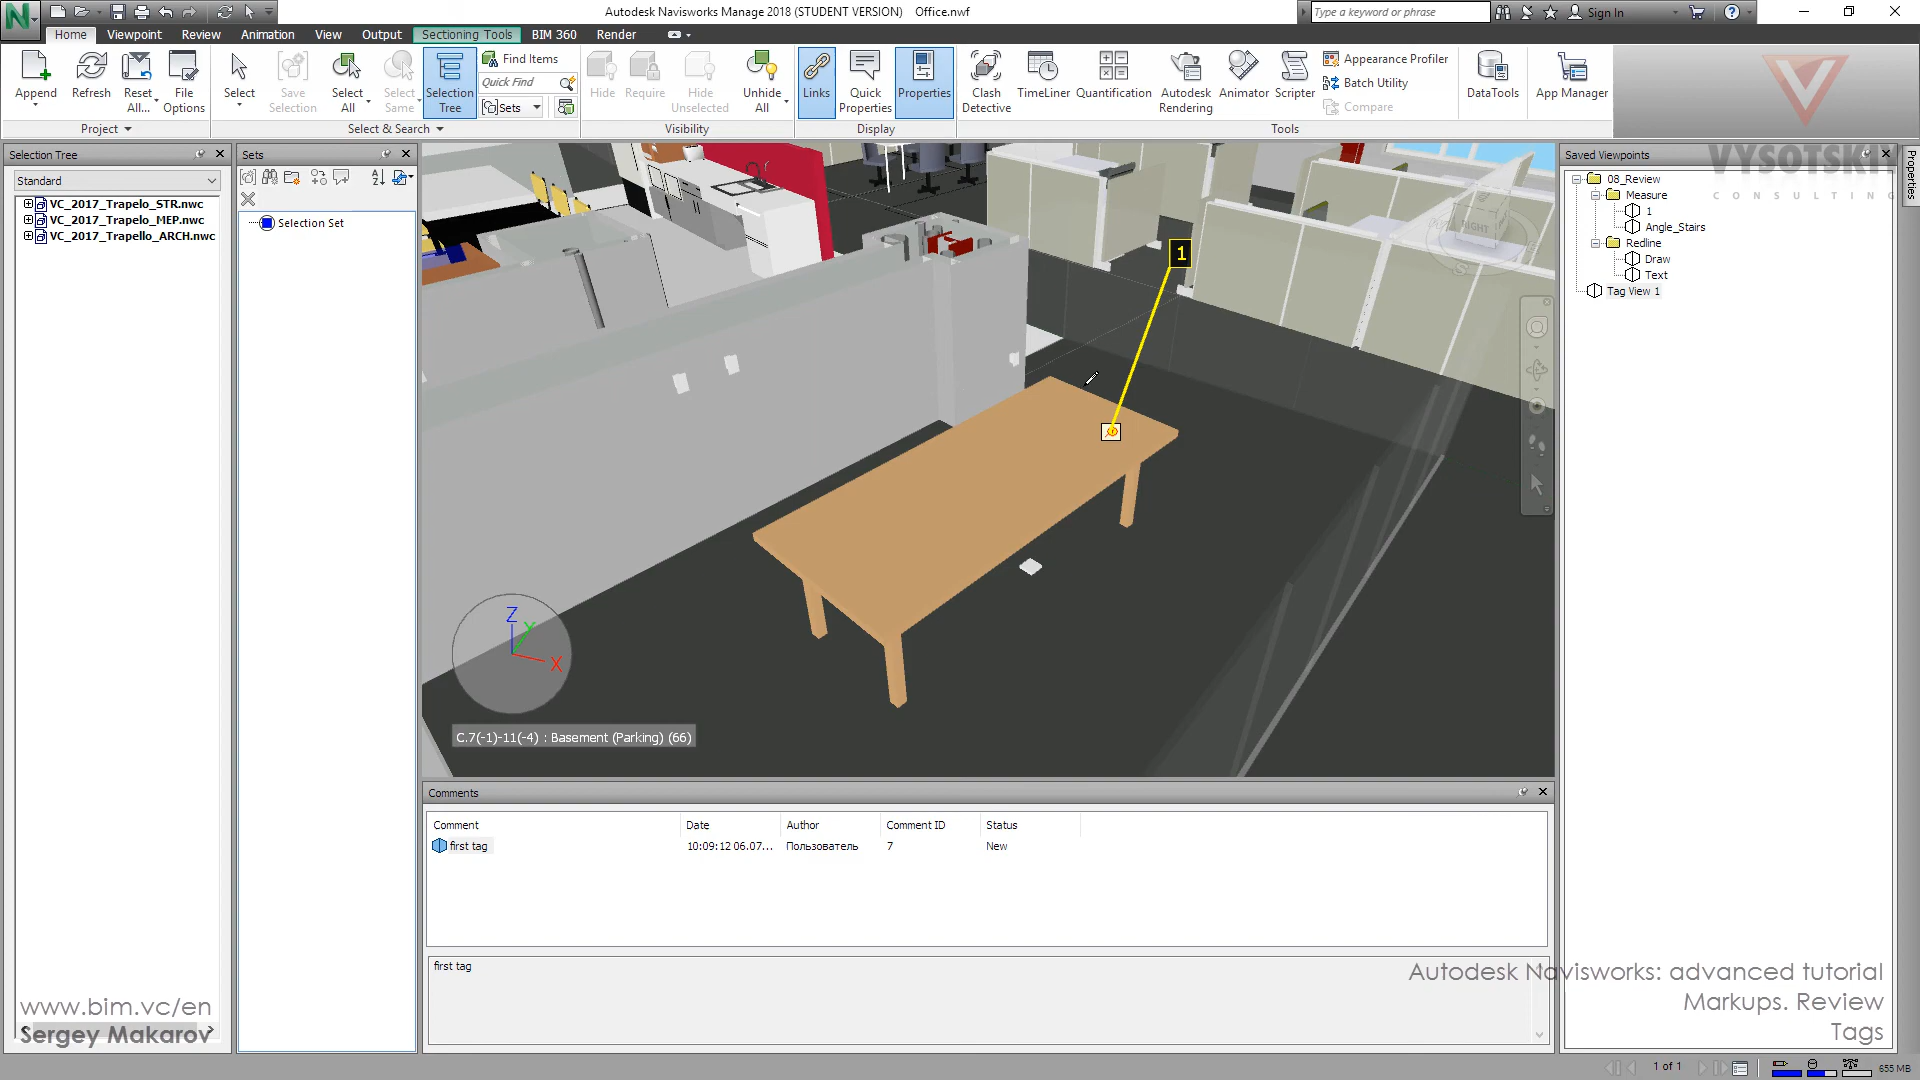 Autodesk Navisworks Manage 2018 (STUDENT VERSION) Office.nwf
Type a keyword or phrase
Sign In
Home Viewpoint Review Animation View Output Sectioning Tools BIM 360 Render
Append
Refresh
Reset All...
File Options
Select
Save Selection
Select All
Select Same
Selection Tree
Find Items
Quick Find
Sets
Hide
Require
Hide Unselected
Unhide All
Links
Quick Properties
Properties
Clash Detective
TimeLiner
Quantification
Autodesk Rendering
Animator
Scripter
Appearance Profiler
Batch Utility
Compare
DataTools
App Manager
Project
Select & Search
Visibility
Display
Tools
Selection Tree
Standard
VC_2017_Trapelo_STR.nwc
VC_2017_Trapelo_MEP.nwc
VC_2017_Trapello_ARCH.nwc
Sets
Selection Set
1
RIGHT
S
Z
Y
X
C.7(-1)-11(-4) : Basement (Parking) (66)
Saved Viewpoints
08_Review
Measure
1
Angle_Stairs
Redline
Draw
Text
Tag View 1
Properties
VYSOTSKI
CONSULTING
Comments
Comment Date Author Comment ID Status
first tag 10:09:12 06.07... Пользователь 7 New
first tag
www.bim.vc/en
Sergey Makarov
Autodesk Navisworks: advanced tutorial
Markups. Review
Tags
1 of 1
655 MB